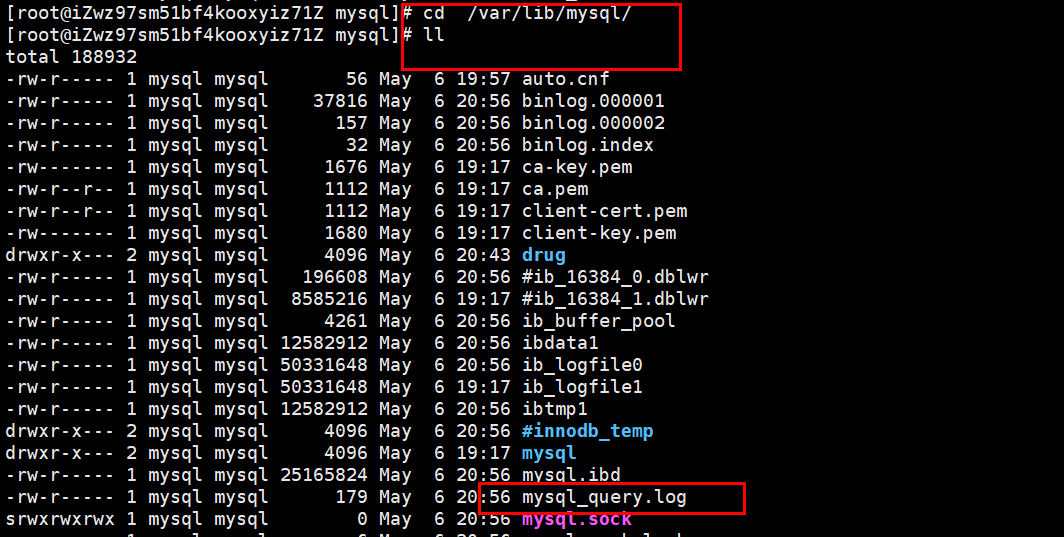 [root@iZwz97sm51bf4kooxyiz71Z mysql]# cd  /var/lib/mysql/
[root@iZwz97sm51bf4kooxyiz71Z mysql]# ll
total 188932
-rw-r----- 1 mysql mysql       56 May  6 19:57 auto.cnf
-rw-r----- 1 mysql mysql    37816 May  6 20:56 binlog.000001
-rw-r----- 1 mysql mysql      157 May  6 20:56 binlog.000002
-rw-r----- 1 mysql mysql       32 May  6 20:56 binlog.index
-rw------- 1 mysql mysql     1676 May  6 19:17 ca-key.pem
-rw-r--r-- 1 mysql mysql     1112 May  6 19:17 ca.pem
-rw-r--r-- 1 mysql mysql     1112 May  6 19:17 client-cert.pem
-rw------- 1 mysql mysql     1680 May  6 19:17 client-key.pem
drwxr-x--- 2 mysql mysql     4096 May  6 20:43 drug
-rw-r----- 1 mysql mysql   196608 May  6 20:56 #ib_16384_0.dblwr
-rw-r----- 1 mysql mysql  8585216 May  6 19:17 #ib_16384_1.dblwr
-rw-r----- 1 mysql mysql     4261 May  6 20:56 ib_buffer_pool
-rw-r----- 1 mysql mysql 12582912 May  6 20:56 ibdata1
-rw-r----- 1 mysql mysql 50331648 May  6 20:56 ib_logfile0
-rw-r----- 1 mysql mysql 50331648 May  6 19:17 ib_logfile1
-rw-r----- 1 mysql mysql 12582912 May  6 20:56 ibtmp1
drwxr-x--- 2 mysql mysql     4096 May  6 20:56 #innodb_temp
drwxr-x--- 2 mysql mysql     4096 May  6 19:17 mysql
-rw-r----- 1 mysql mysql 25165824 May  6 20:56 mysql.ibd
-rw-r----- 1 mysql mysql      179 May  6 20:56 mysql_query.log
srwxrwxrwx 1 mysql mysql        0 May  6 20:56 mysql.sock